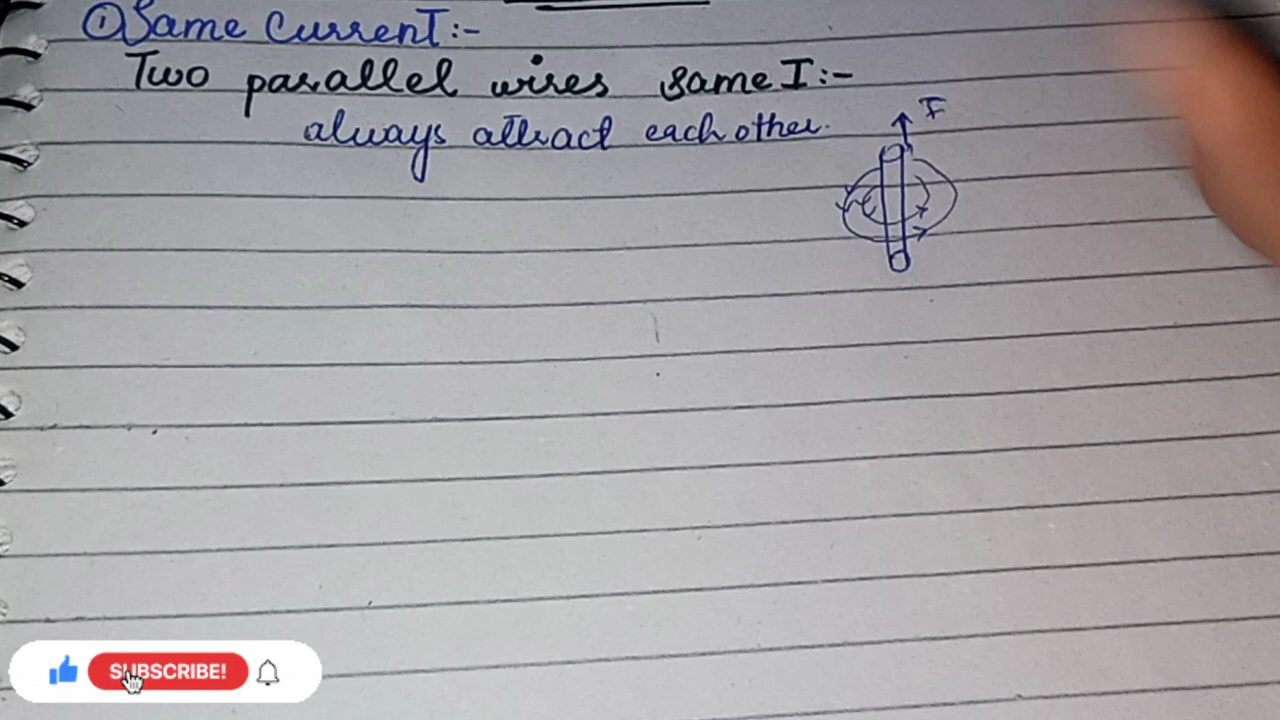 ① Same Current:-
Two parallel wires same I:-
always attract each other.
I
SUBSCRIBE!